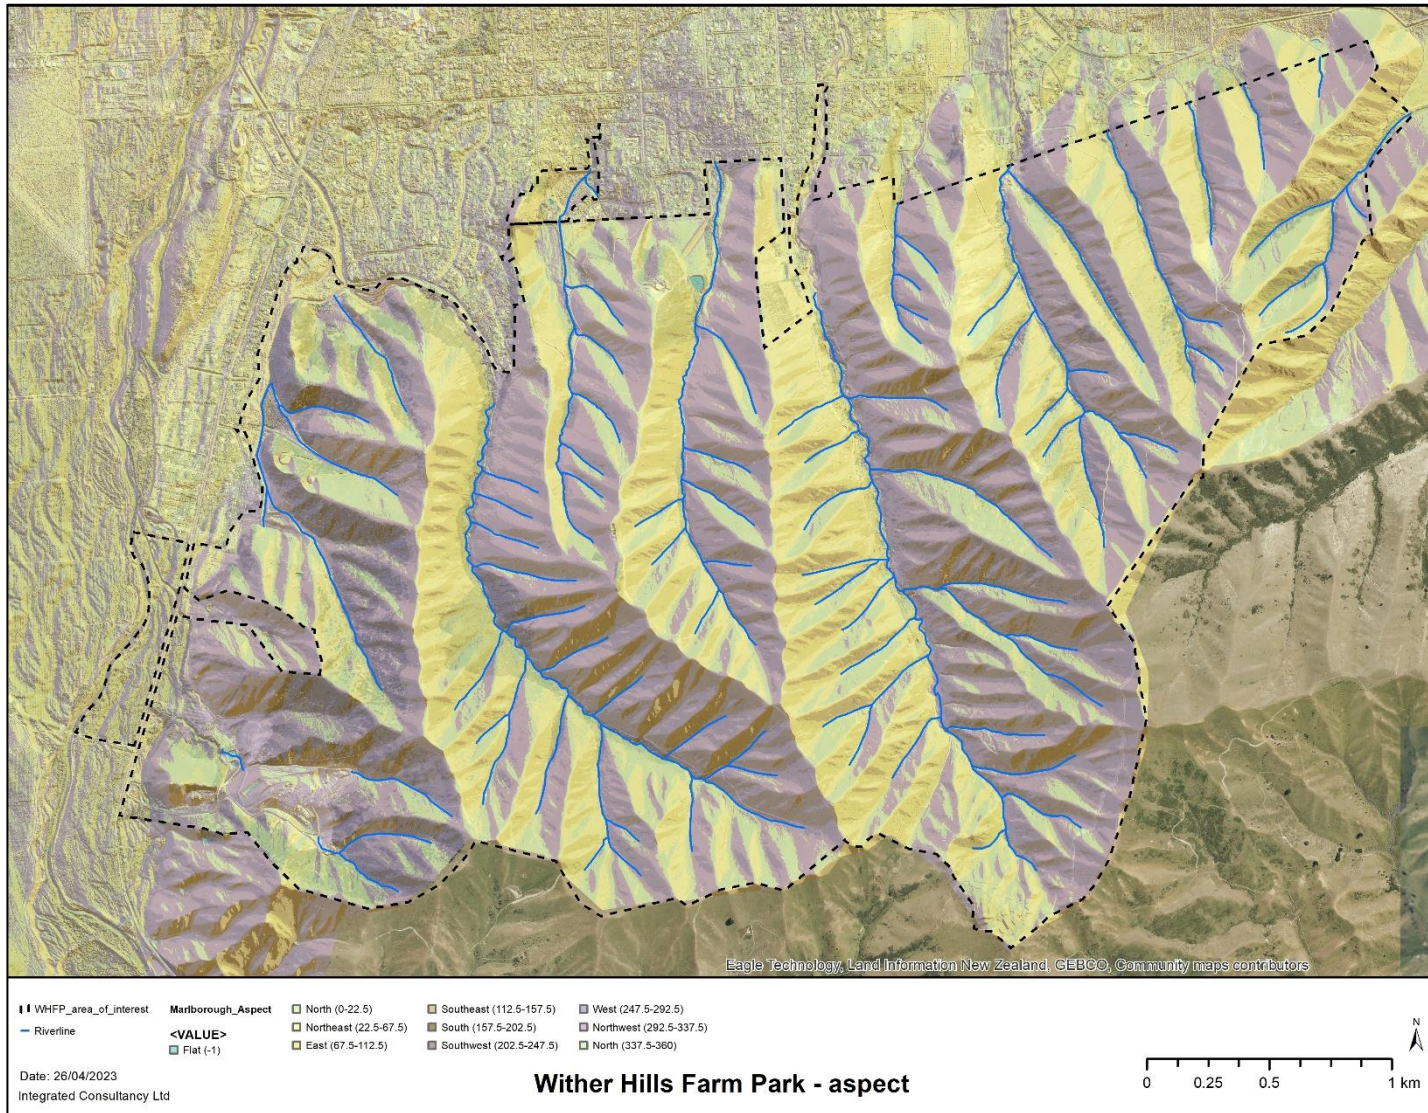 Eagle Technology, Land Information New Zealand, GEBCO, Community maps contributors
WHFP_area_of_interest
Riverline
Marlborough_Aspect
<VALUE>
Flat (-1)
North (0-22.5)
Northeast (22.5-67.5)
East (67.5-112.5)
Southeast (112.5-157.5)
South (157.5-202.5)
Southwest (202.5-247.5)
West (247.5-292.5)
Northwest (292.5-337.5)
North (337.5-360)
N
Date: 26/04/2023
Integrated Consultancy Ltd
Wither Hills Farm Park - aspect
0 0.25 0.5 1 km